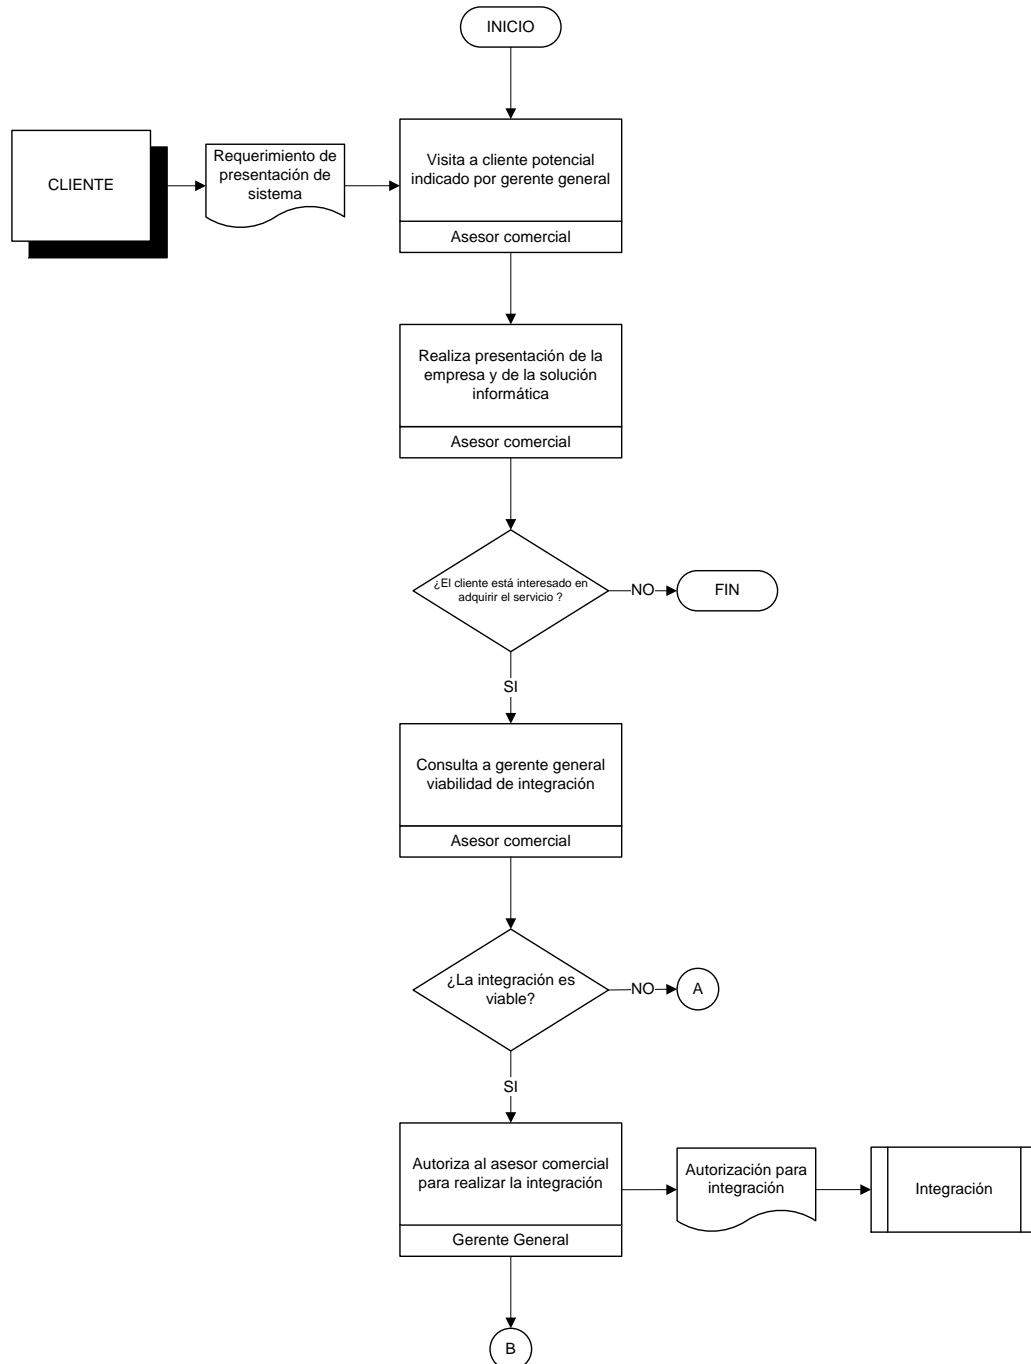 INICIO
CLIENTE
Requerimiento de
presentación de
sistema
Visita a cliente potencial
indicado por gerente general
Asesor comercial
Realiza presentación de la
empresa y de la solución
informática
Asesor comercial
¿El cliente está interesado en
adquirir el servicio ?
NO
FIN
SI
Consulta a gerente general
viabilidad de integración
Asesor comercial
¿La integración es
viable?
NO
A
SI
Autoriza al asesor comercial
para realizar la integración
Gerente General
Autorización para
integración
Integración
B